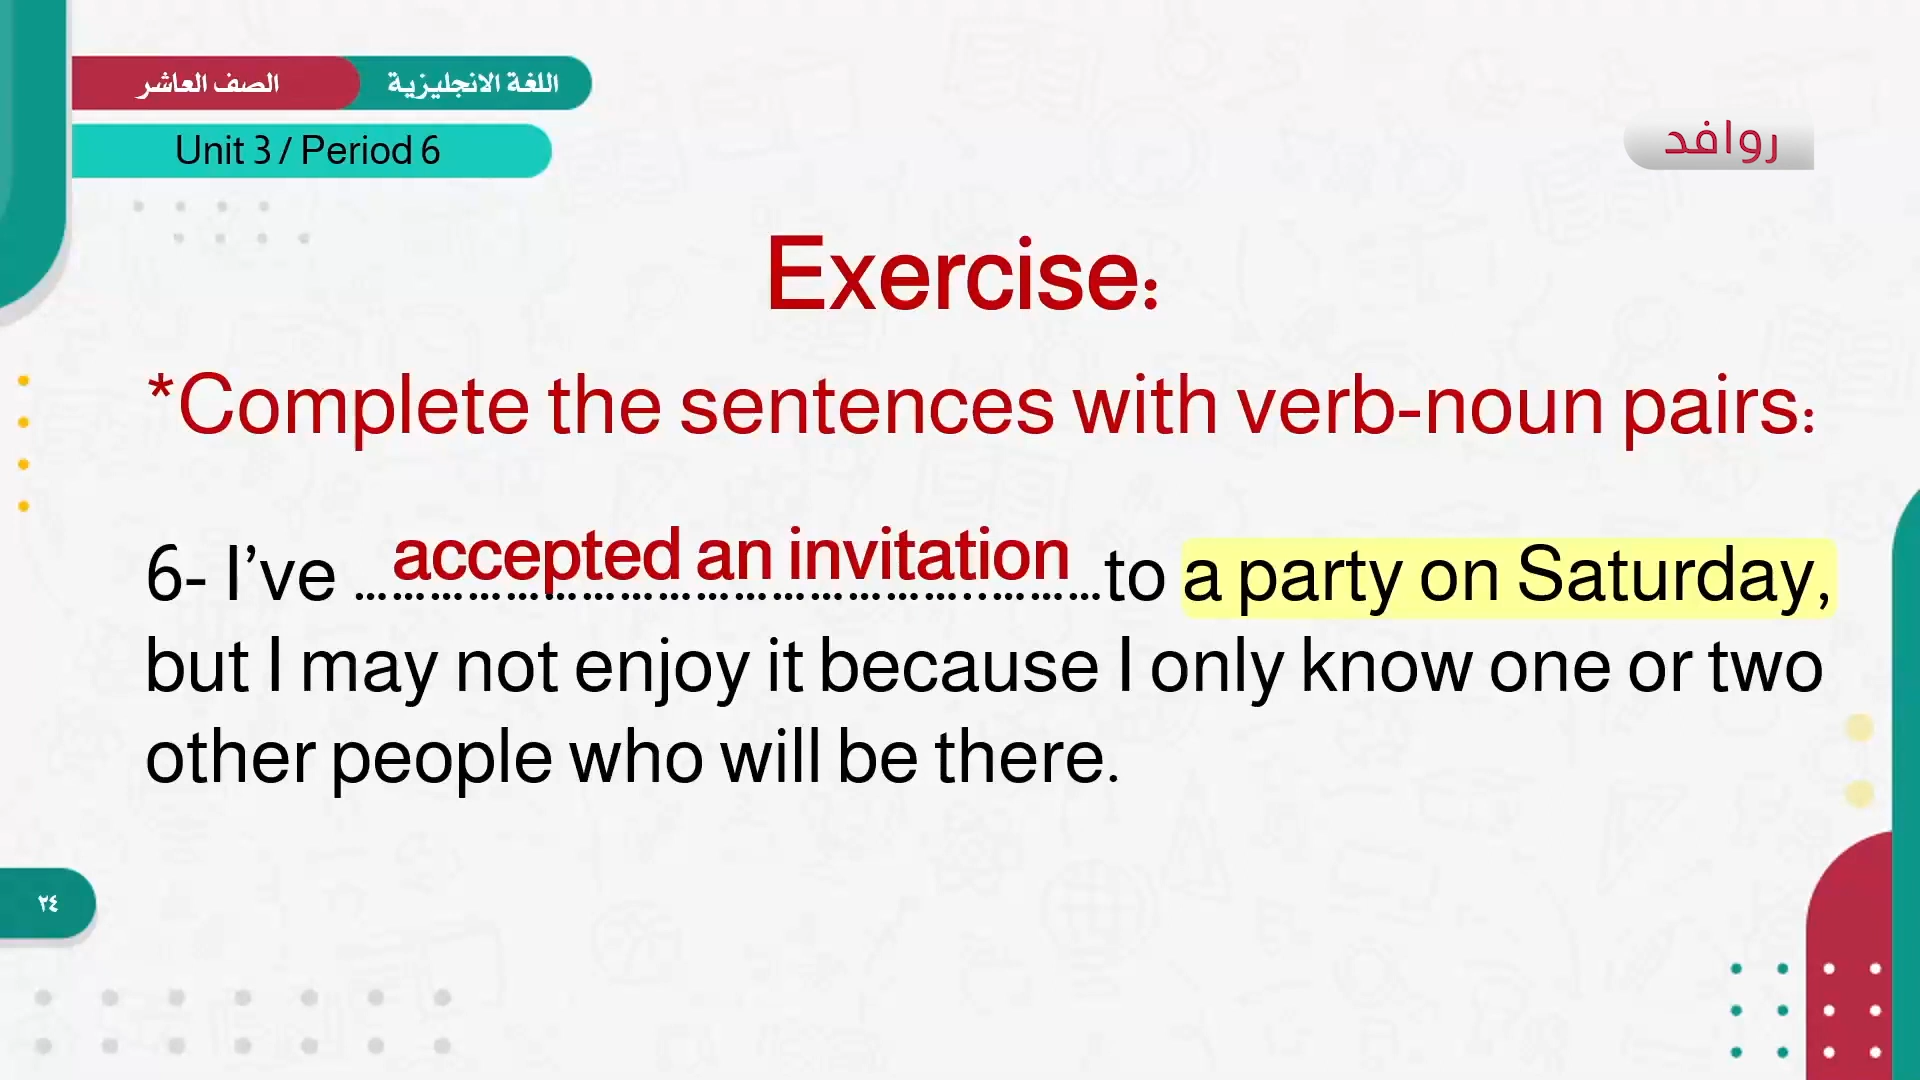 اللغة الانجليزية
الصف العاشر
Unit 3 / Period 6
روافد
Exercise:
*Complete the sentences with verb-noun pairs:
6- I’ve ........accepted an invitation........ to a party on Saturday,
but I may not enjoy it because I only know one or two
other people who will be there.
٢٤